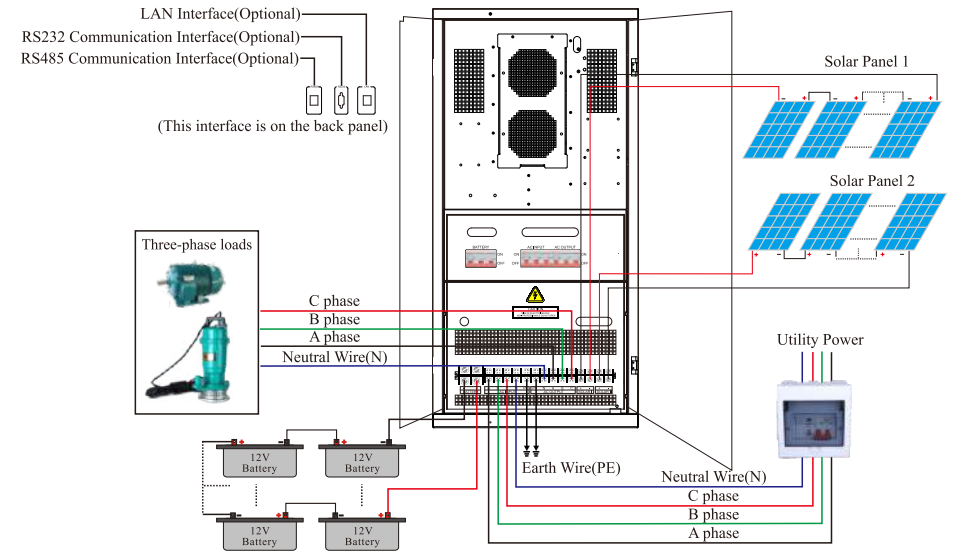 LAN Interface(Optional)
RS232 Communication Interface(Optional)
RS485 Communication Interface(Optional)
(This interface is on the back panel)
Solar Panel 1
- + - + - +
Solar Panel 2
+ - + - + -
BATTERY
ON
OFF
AC INPUT AC OUTPUT
ON
OFF
OFF
Three-phase loads
C phase
B phase
A phase
Neutral Wire(N)
Utility Power
Earth Wire(PE)
Neutral Wire(N)
C phase
B phase
A phase
+ - + -
12V
Battery
12V
Battery
- + - +
12V
Battery
12V
Battery